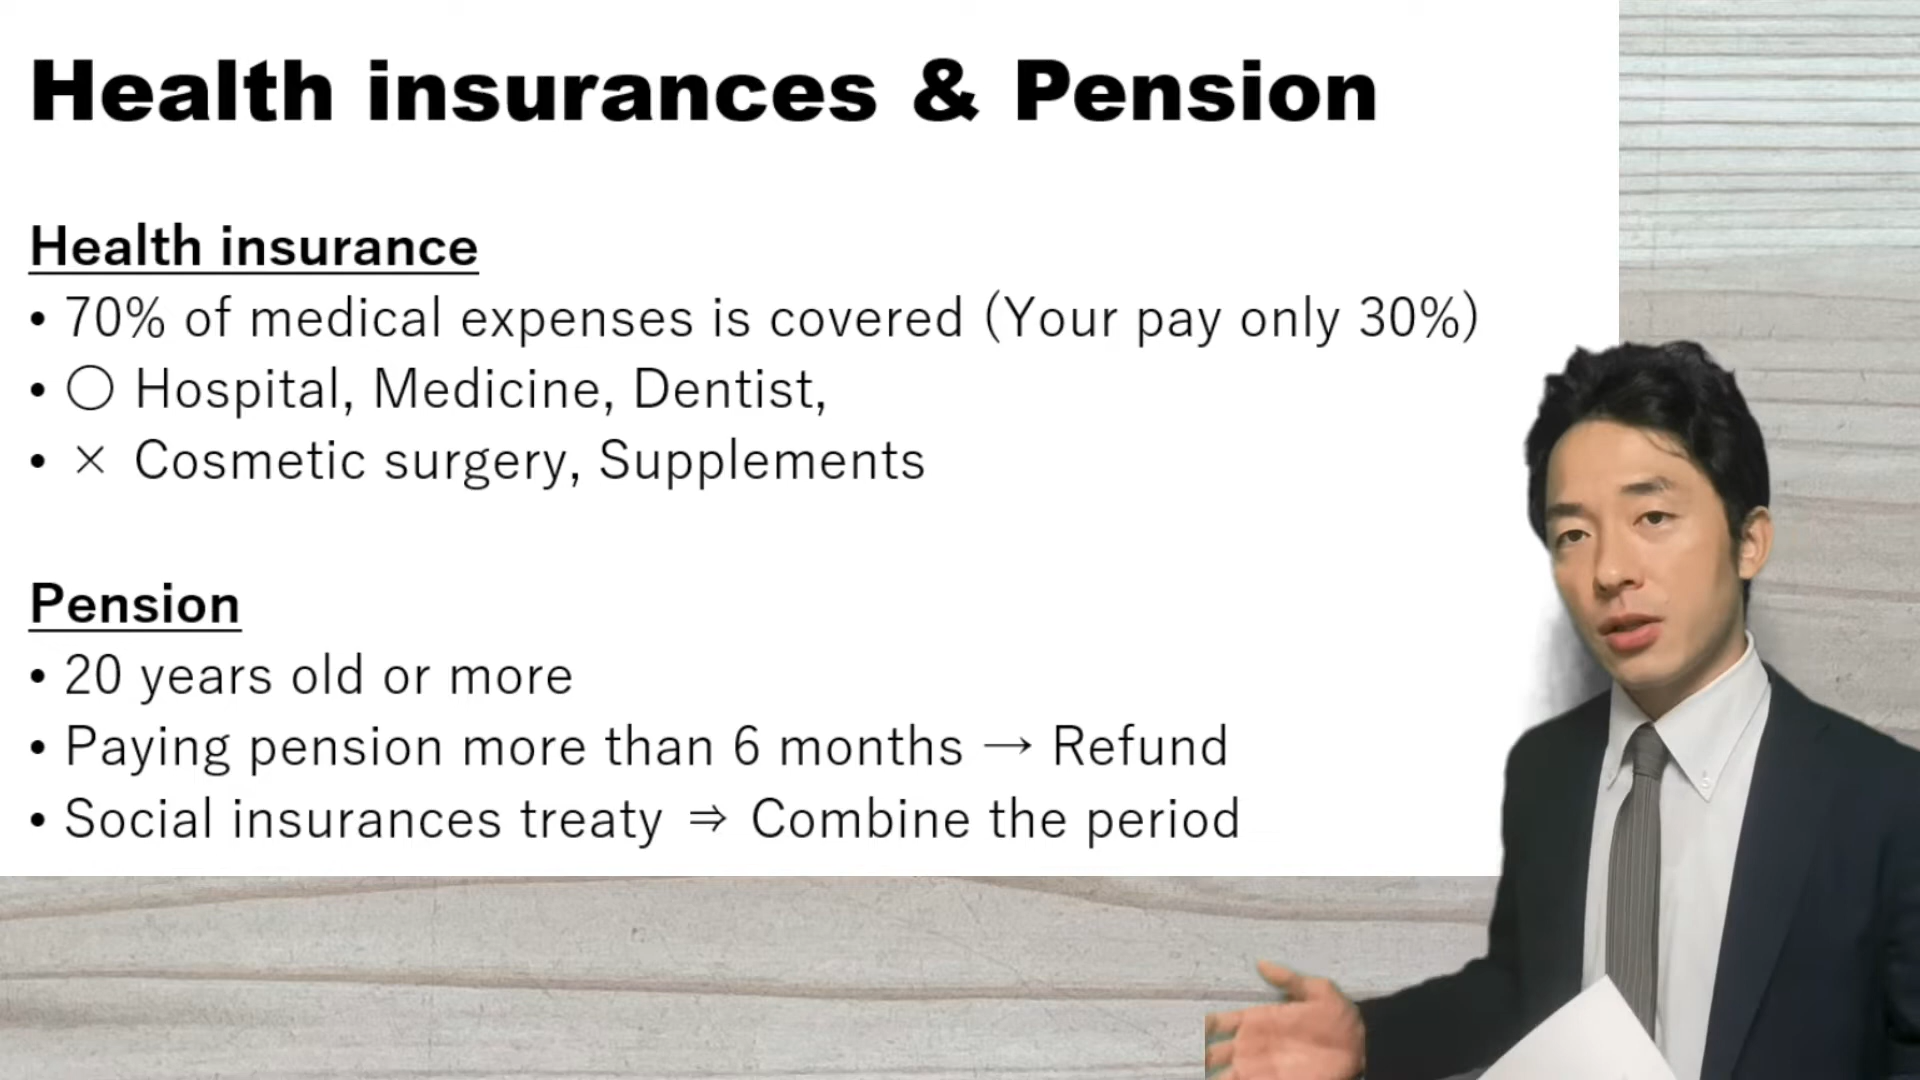 Health insurances & Pension
Health insurance
• 70% of medical expenses is covered (Your pay only 30%)
• ○ Hospital, Medicine, Dentist,
• × Cosmetic surgery, Supplements
Pension
• 20 years old or more
• Paying pension more than 6 months → Refund
• Social insurances treaty ⇒ Combine the period